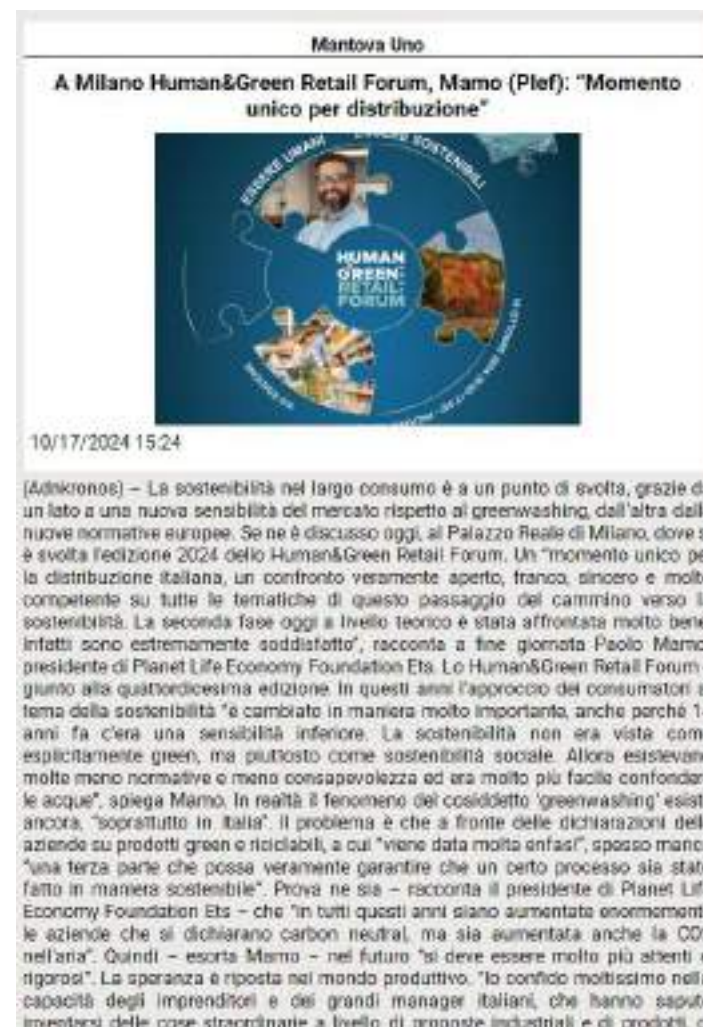 Mantova Uno
A Milano Human&Green Retail Forum, Mamo (Plef): “Momento
unico per distribuzione”
ESSERE UMANI
ESSERE SOSTENIBILI
HUMAN
GREEN
RETAIL
FORUM
10/17/2024 15:24
(Adnkronos) – La sostenibilità nel largo consumo è a un punto di svolta, grazie d
un lato a una nuova sensibilità del mercato rispetto al greenwashing, dall'altra dall
nuove normative europee. Se ne è discusso oggi, al Palazzo Reale di Milano, dove s
è svolta l'edizione 2024 dello Human&Green Retail Forum. Un “momento unico pe
la distribuzione italiana, un confronto veramente aperto, franco, sincero e molto
competente su tutte le tematiche di questo passaggio del cammino verso l
sostenibilità. La seconda fase oggi a livello teorico è stata affrontata molto bene
infatti sono estremamente soddisfatto”, racconta a fine giornata Paolo Mamo,
presidente di Planet Life Economy Foundation Ets. Lo Human&Green Retail Forum
giunto alla quattordicesima edizione. In questi anni l'approccio dei consumatori a
tema della sostenibilità “è cambiato in maniera molto importante, anche perché 1
anni fa c'era una sensibilità inferiore. La sostenibilità non era vista com
esplicitamente green, ma piuttosto come sostenibilità sociale. Allora esistevan
molte meno normative e meno consapevolezza ed era molto più facile confonder
le acque”, spiega Mamo. In realtà il fenomeno del cosiddetto 'greenwashing' esist
ancora, “soprattutto in Italia”. Il problema è che a fronte delle dichiarazioni dell
aziende su prodotti green e riciclabili, a cui “viene data molta enfasi”, spesso manc
“una terza parte che possa veramente garantire che un certo processo sia stat
fatto in maniera sostenibile”. Prova ne sia – racconta il presidente di Planet Lif
Economy Foundation Ets – che “in tutti questi anni siano aumentate enormement
le aziende che si dichiarano carbon neutral, ma sia aumentata anche la CO
nell'aria”. Quindi – esorta Mamo – nel futuro “si deve essere molto più attenti e
rigorosi”. La speranza è riposta nel mondo produttivo. “Io confido moltissimo nell
capacità degli imprenditori e dei grandi manager italiani, che hanno saput
inventarsi delle cose straordinarie a livello di proposte industriali e di prodotti,